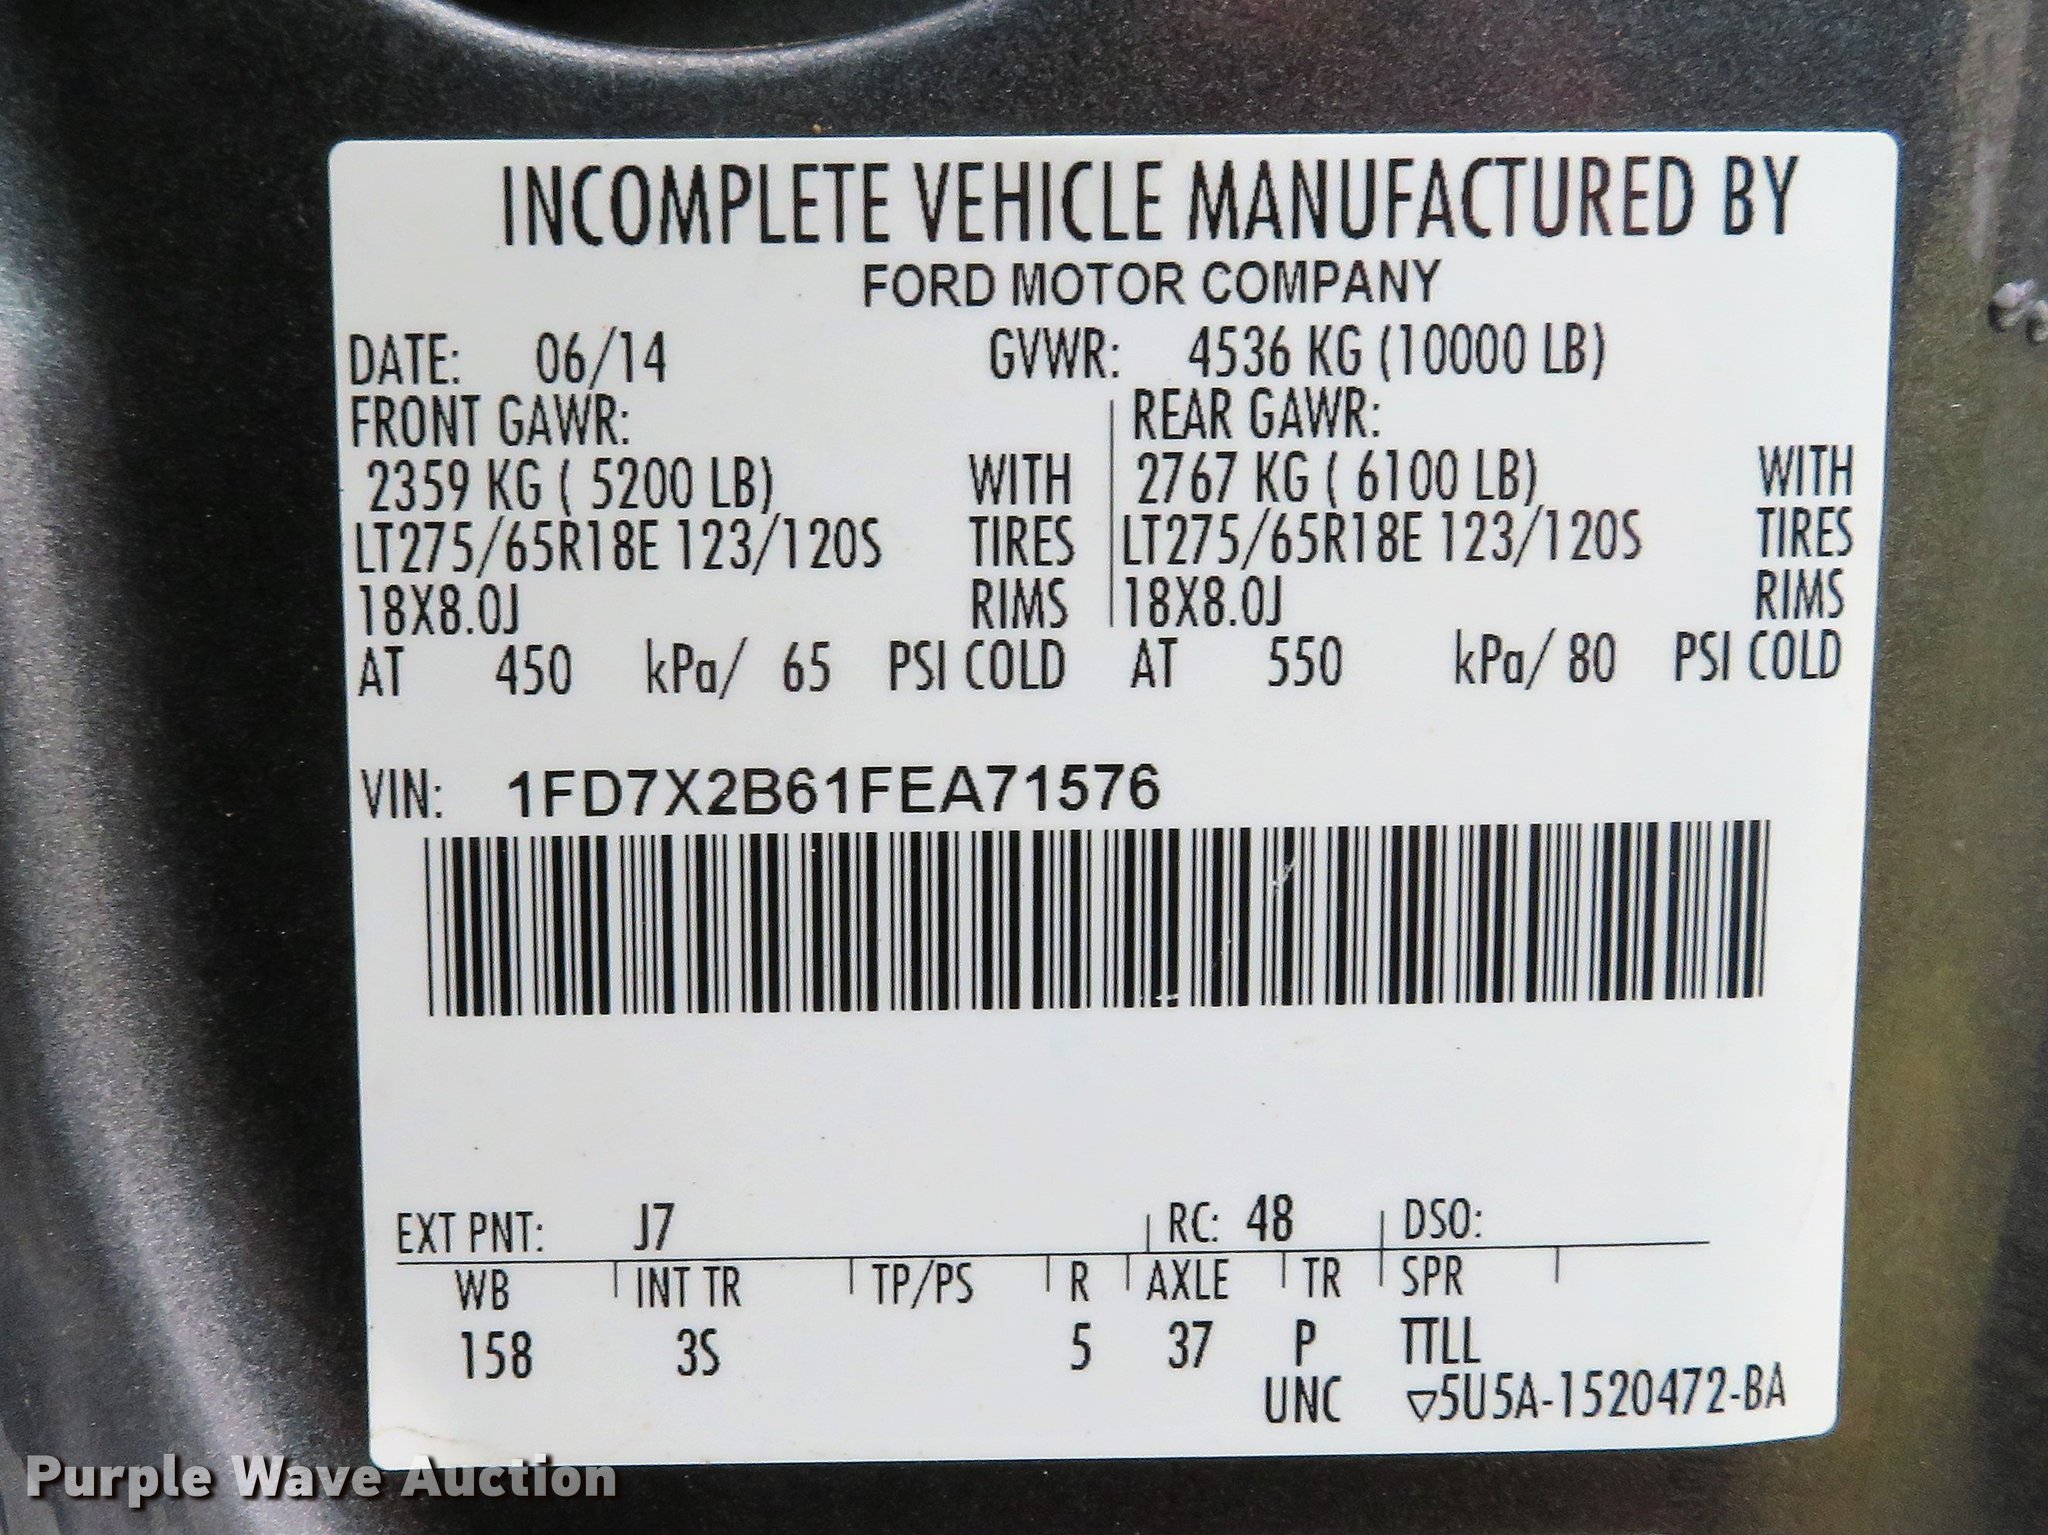 INCOMPLETE VEHICLE MANUFACTURED BY
FORD MOTOR COMPANY
DATE: 06/14 GVWR: 4536 KG (10000 LB)
FRONT GAWR: REAR GAWR:
2359 KG ( 5200 LB) WITH 2767 KG ( 6100 LB) WITH
LT275/65R18E 123/120S TIRES LT275/65R18E 123/120S TIRES
18X8.0J RIMS 18X8.0J RIMS
AT 450 kPa/ 65 PSI COLD AT 550 kPa/ 80 PSI COLD
VIN: 1FD7X2B61FEA71576
EXT PNT: J7 RC: 48 DSO:
WB INT TR TP/PS R AXLE TR SPR
158 3S 5 37 P TTLL
UNC ▽5U5A-1520472-BA
Purple Wave Auction